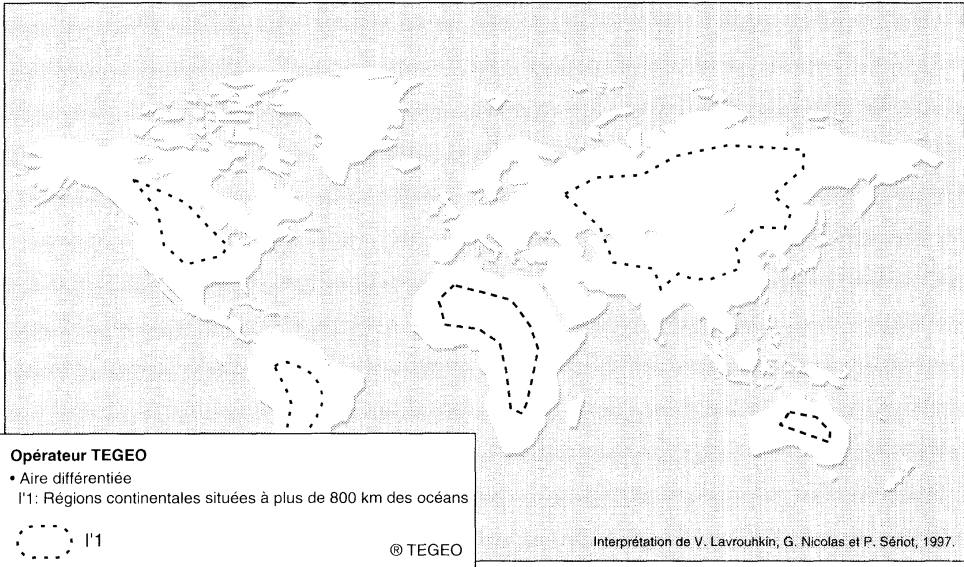 Opérateur TEGEO
• Aire différentiée
l'1: Régions continentales situées à plus de 800 km des océans
l'1
® TEGEO
Interprétation de V. Lavrouhkin, G. Nicolas et P. Sériot, 1997.